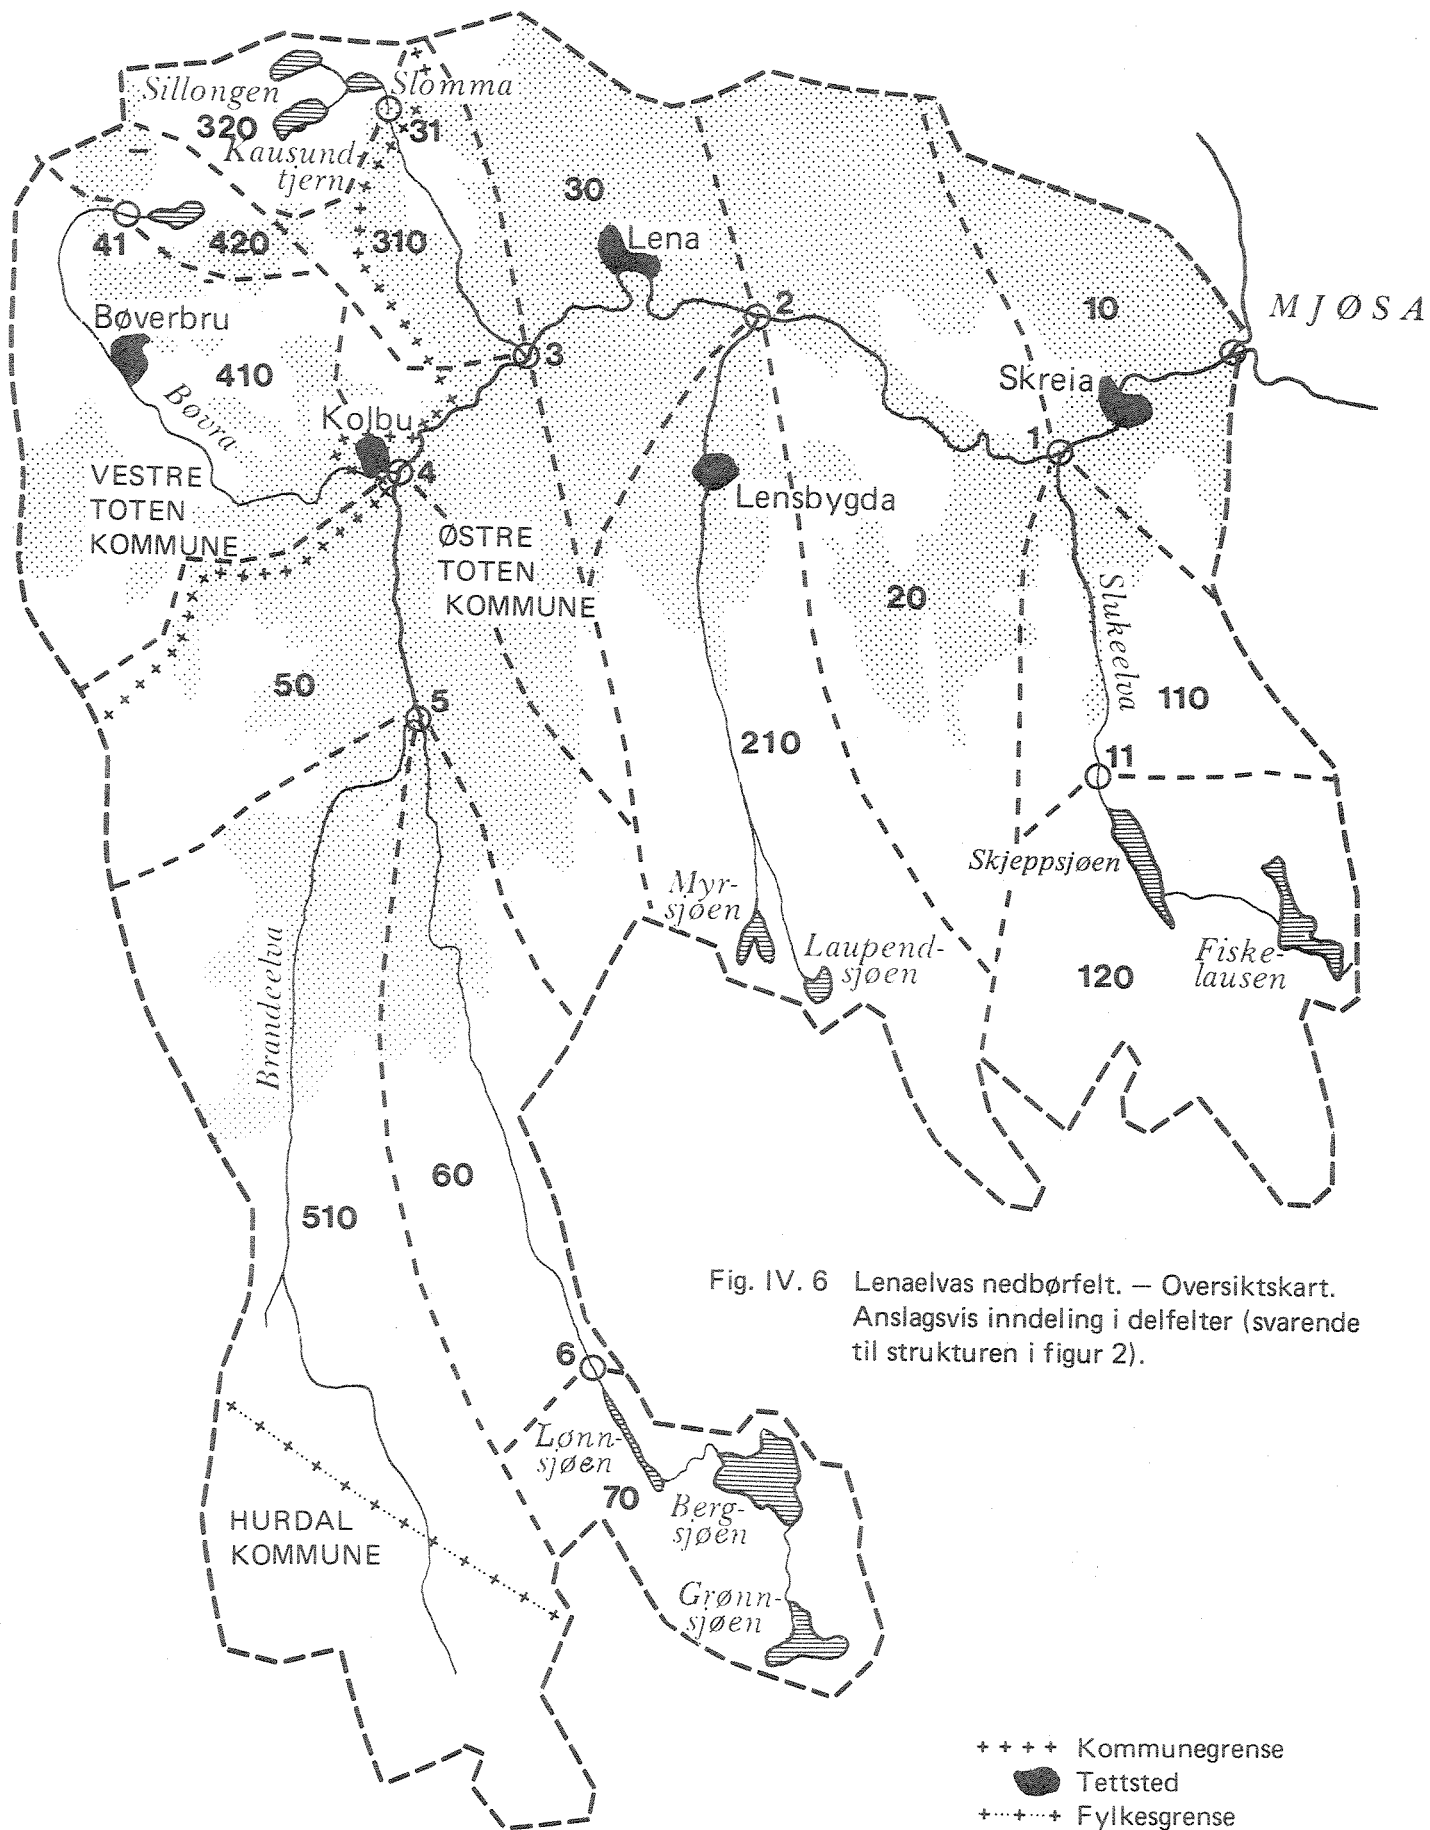 Sillongen
Slomma
320
31
Kausund-
tjern
30
41
420
310
Lena
Bøverbru
2
10
MJØSA
3
410
Skreia
Bøvra
Kolbu
1
4
VESTRE
TOTEN
KOMMUNE
Lensbygda
ØSTRE
TOTEN
KOMMUNE
20
Slukeelva
50
5
110
210
11
Skjeppsjøen
Myr-
sjøen
Laupend-
sjøen
Fiske-
lausen
120
Brandeelva
60
510
Fig. IV. 6 Lenaelvas nedbørfelt. — Oversiktskart.
Anslagsvis inndeling i delfelter (svarende
til strukturen i figur 2).
6
Lønn-
sjøen
70
Berg-
sjøen
HURDAL
KOMMUNE
Grønn-
sjøen
Kommunegrense
Tettsted
Fylkesgrense